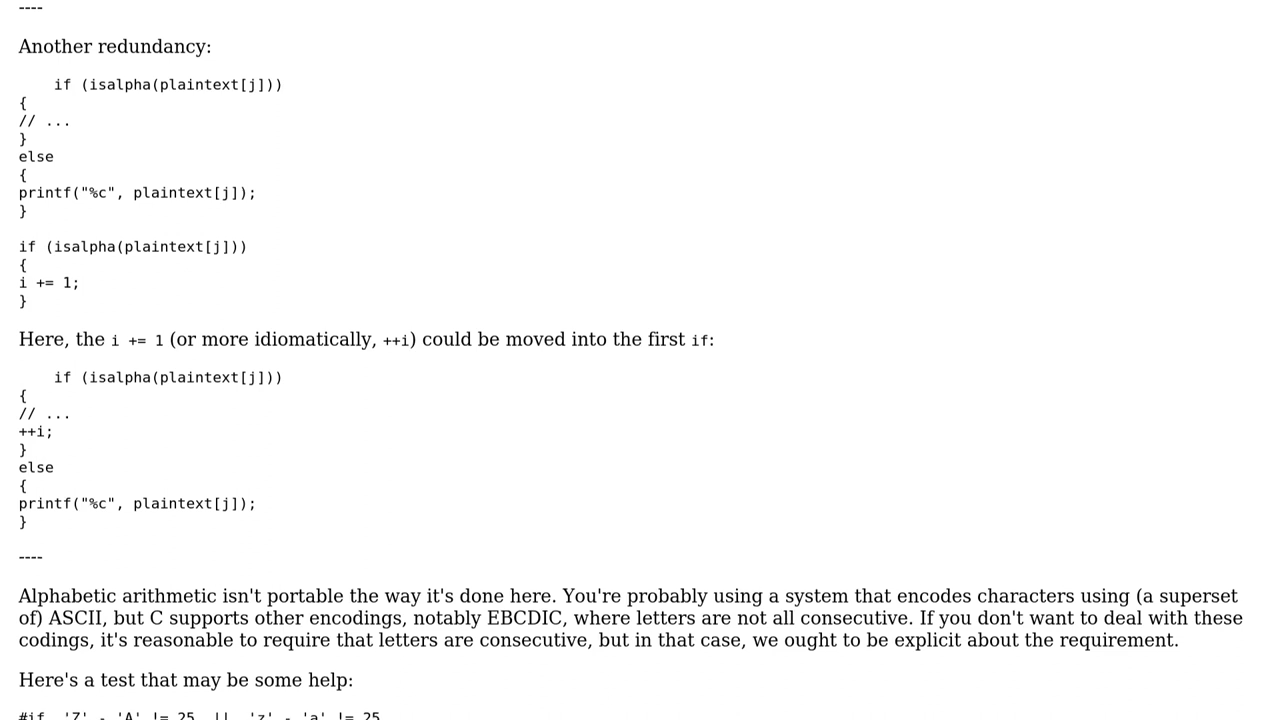 ----
Another redundancy:
    if (isalpha(plaintext[j]))
{
// ...
}
else
{
printf("%c", plaintext[j]);
}
if (isalpha(plaintext[j]))
{
i += 1;
}
Here, the i += 1 (or more idiomatically, ++i) could be moved into the first if:
    if (isalpha(plaintext[j]))
{
// ...
++i;
}
else
{
printf("%c", plaintext[j]);
}
----
Alphabetic arithmetic isn't portable the way it's done here. You're probably using a system that encodes characters using (a superset
of) ASCII, but C supports other encodings, notably EBCDIC, where letters are not all consecutive. If you don't want to deal with these
codings, it's reasonable to require that letters are consecutive, but in that case, we ought to be explicit about the requirement.
Here's a test that may be some help:
#if  'Z' - 'A' != 25  ||  'z' - 'a' != 25